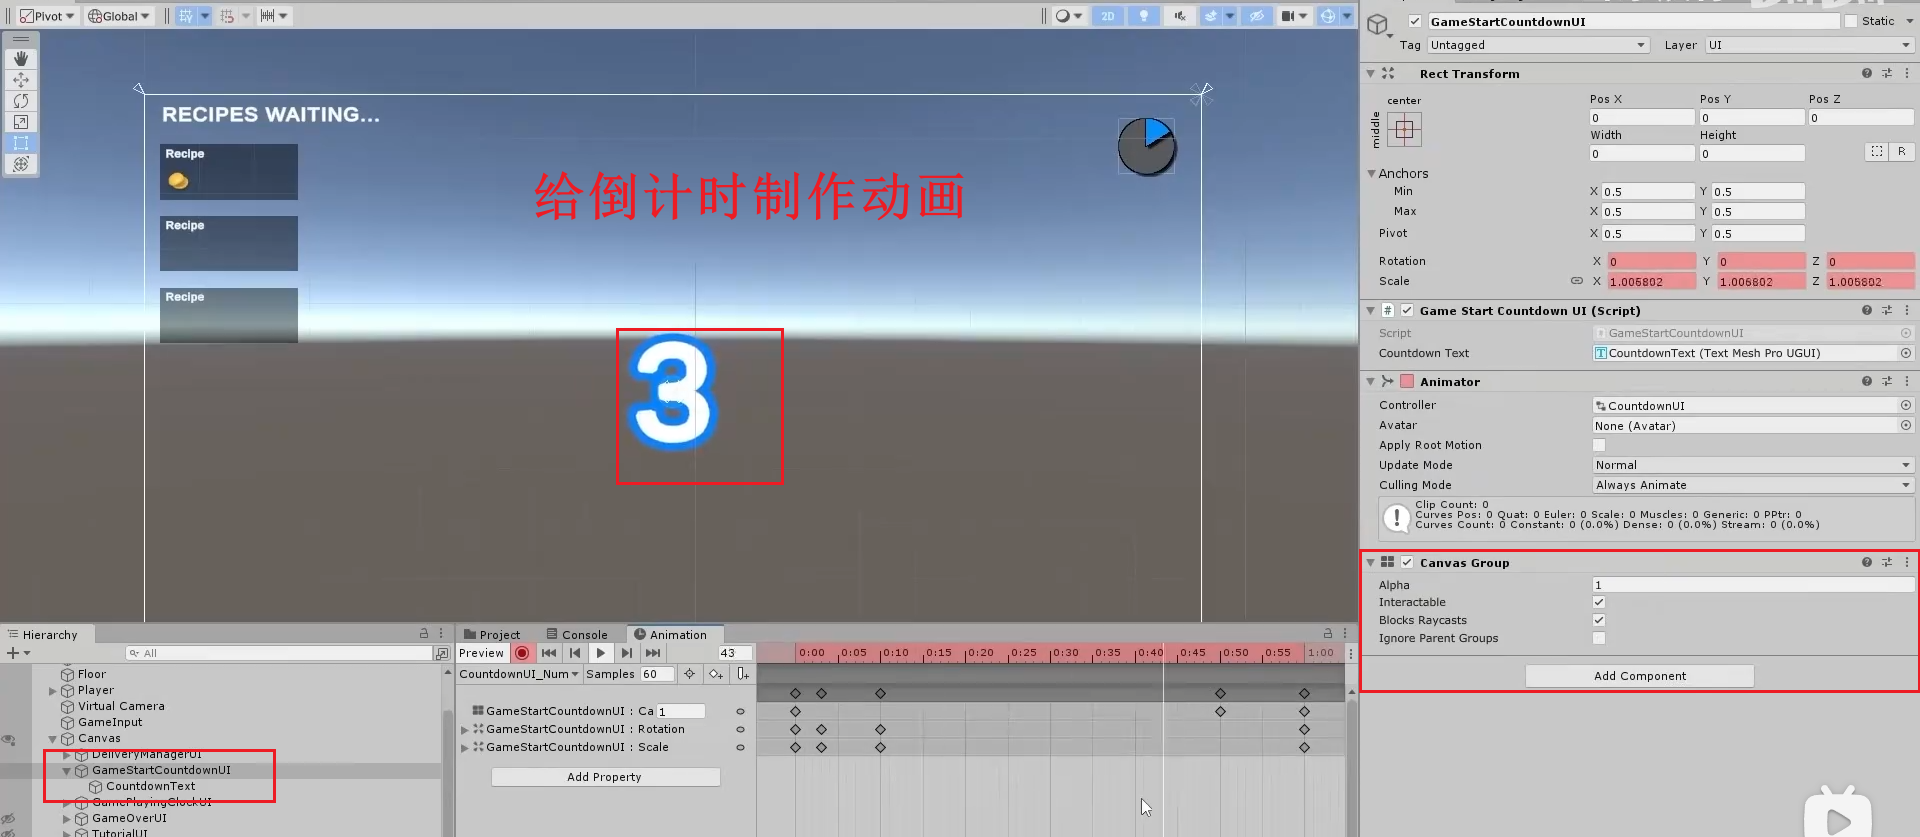 Pivot
Global
2D
RECIPES WAITING...
Recipe
Recipe
Recipe
给倒计时制作动画
3
GameStartCountdownUI
Static
Tag
Untagged
Layer
UI
Rect Transform
center
middle
Pos X
Pos Y
Pos Z
0
0
0
Width
Height
0
0
R
Anchors
Min
X
0.5
Y
0.5
Max
X
0.5
Y
0.5
Pivot
X
0.5
Y
0.5
Rotation
X
0
Y
0
Z
0
Scale
X
1.006802
Y
1.006802
Z
1.006802
Game Start Countdown UI (Script)
Script
GameStartCountdownUI
Countdown Text
CountdownText (Text Mesh Pro UGUI)
Animator
Controller
CountdownUI
Avatar
None (Avatar)
Apply Root Motion
Update Mode
Normal
Culling Mode
Always Animate
Clip Count: 0
Curves Pos: 0 Quat: 0 Euler: 0 Scale: 0 Muscles: 0 Generic: 0 PPtr: 0
Curves Count: 0 Constant: 0 (0.0%) Dense: 0 (0.0%) Stream: 0 (0.0%)
Canvas Group
Alpha
1
Interactable
Blocks Raycasts
Ignore Parent Groups
Add Component
Hierarchy
All
Floor
Player
Virtual Camera
GameInput
Canvas
DeliveryManagerUI
GameStartCountdownUI
CountdownText
GamePlayingClockUI
GameOverUI
TutorialUI
Project
Console
Animation
Preview
43
0:00
0:05
0:10
0:15
0:20
0:25
0:30
0:35
0:40
0:45
0:50
0:55
1:00
CountdownUI_Num
Samples
60
GameStartCountdownUI : Ca
1
GameStartCountdownUI : Rotation
GameStartCountdownUI : Scale
Add Property